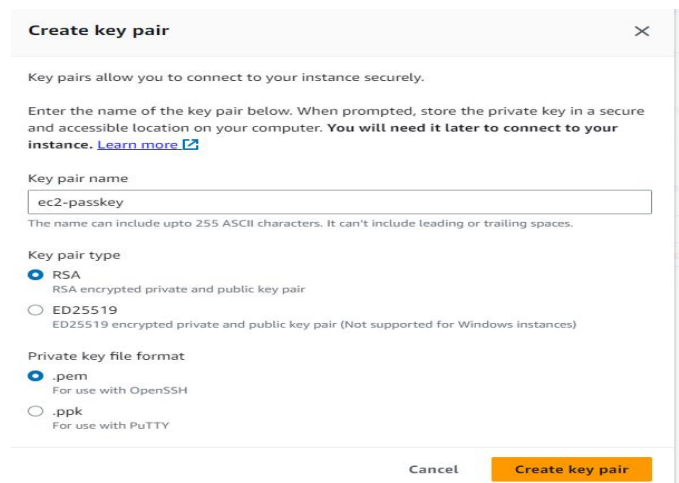 Create key pair
Key pairs allow you to connect to your instance securely.
Enter the name of the key pair below. When prompted, store the private key in a secure
and accessible location on your computer. You will need it later to connect to your
instance. Learn more
Key pair name
ec2-passkey
The name can include upto 255 ASCII characters. It can't include leading or trailing spaces.
Key pair type
RSA
RSA encrypted private and public key pair
ED25519
ED25519 encrypted private and public key pair (Not supported for Windows instances)
Private key file format
.pem
For use with OpenSSH
.ppk
For use with PuTTY
Cancel Create key pair